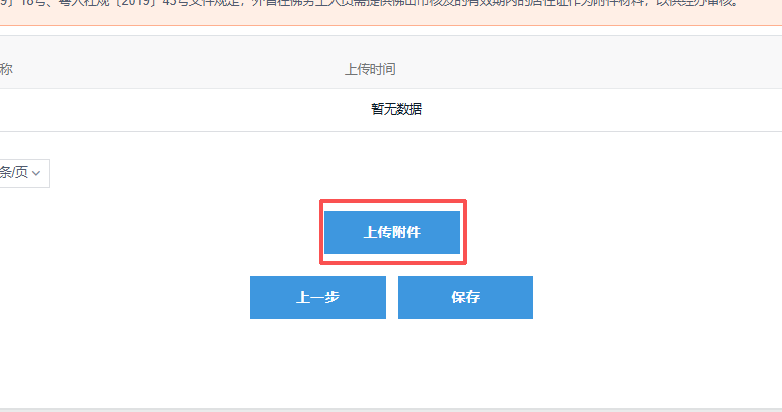 9〕18号、粤人社规〔2019〕43号文件规定，外省在佛务工人员需提供佛山市核发的有效期内的居住证作为附件材料，以供经办审核。
称 上传时间
暂无数据
条/页
上传附件
上一步 保存